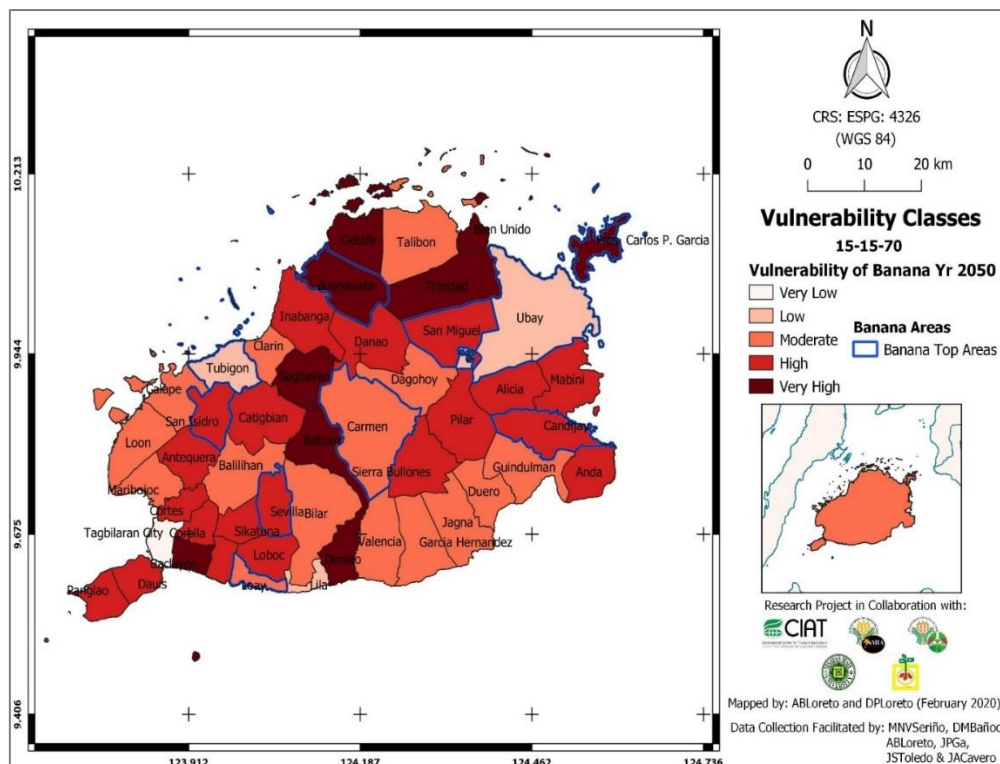 N
CRS: ESPG: 4326
(WGS 84)
0 10 20 km
Vulnerability Classes
15-15-70
Vulnerability of Banana Yr 2050
Very Low
Low
Moderate
High
Very High
Banana Areas
Banana Top Areas
Research Project in Collaboration with:
CIAT
Mapped by: ABLoreto and DPLoreto (February 2020)
Data Collection Facilitated by: MNVSeriño, DMBañoc
ABLoreto, JPGa,
JSToledo & JACavero
10.213
9.944
9.675
9.406
123.912 124.187 124.462 124.736
Getafe
Talibon
Bien Unido
Carlos P. Garcia
Buenavista
Trinidad
Inabanga
San Miguel
Ubay
Clarin
Danao
Tubigon
Sagbayan
Dagohoy
Alicia
Mabini
Calape
San Isidro
Catigbian
Carmen
Pilar
Candijay
Loon
Batuan
Antequera
Balilihan
Sierra Bullones
Guindulman
Anda
Maribojoc
Duero
Cortes
Sevilla
Bilar
Jagna
Tagbilaran City
Corella
Sikatuna
Valencia
Garcia Hernandez
Loboc
Dimiao
Baclayon
Loay
Lila
Dauis
Panglao